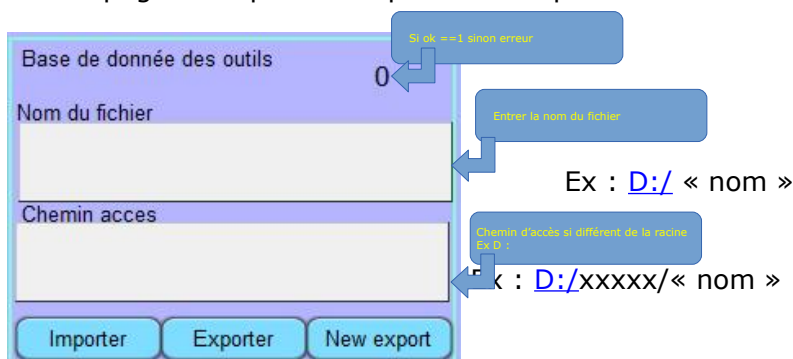 Si ok ==1 sinon erreur
Base de donnée des outils
0
Nom du fichier
Entrer la nom du fichier
Ex : D:/ « nom »
Chemin acces
Chemin d'accès si différent de la racine
Ex D :
Ex : D:/xxxxx/« nom »
Importer
Exporter
New export